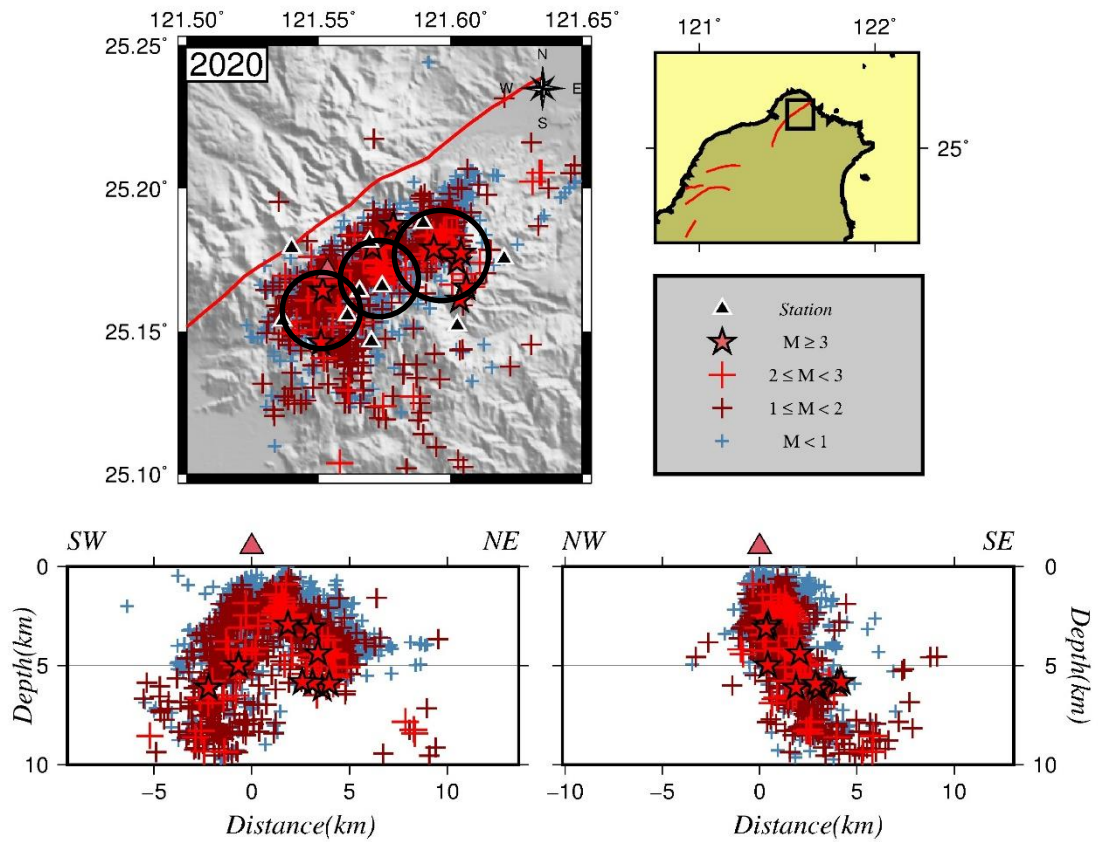 121.50° 121.55° 121.60° 121.65°
25.25°
25.20°
25.15°
25.10°
2020
N
W E
S
121° 122°
25°
Station
M ≥ 3
2 ≤ M < 3
1 ≤ M < 2
M < 1
SW NE
0
5
10
Depth(km)
−5 0 5 10
Distance(km)
NW SE
0
5
10
Depth(km)
−10 −5 0 5 10
Distance(km)